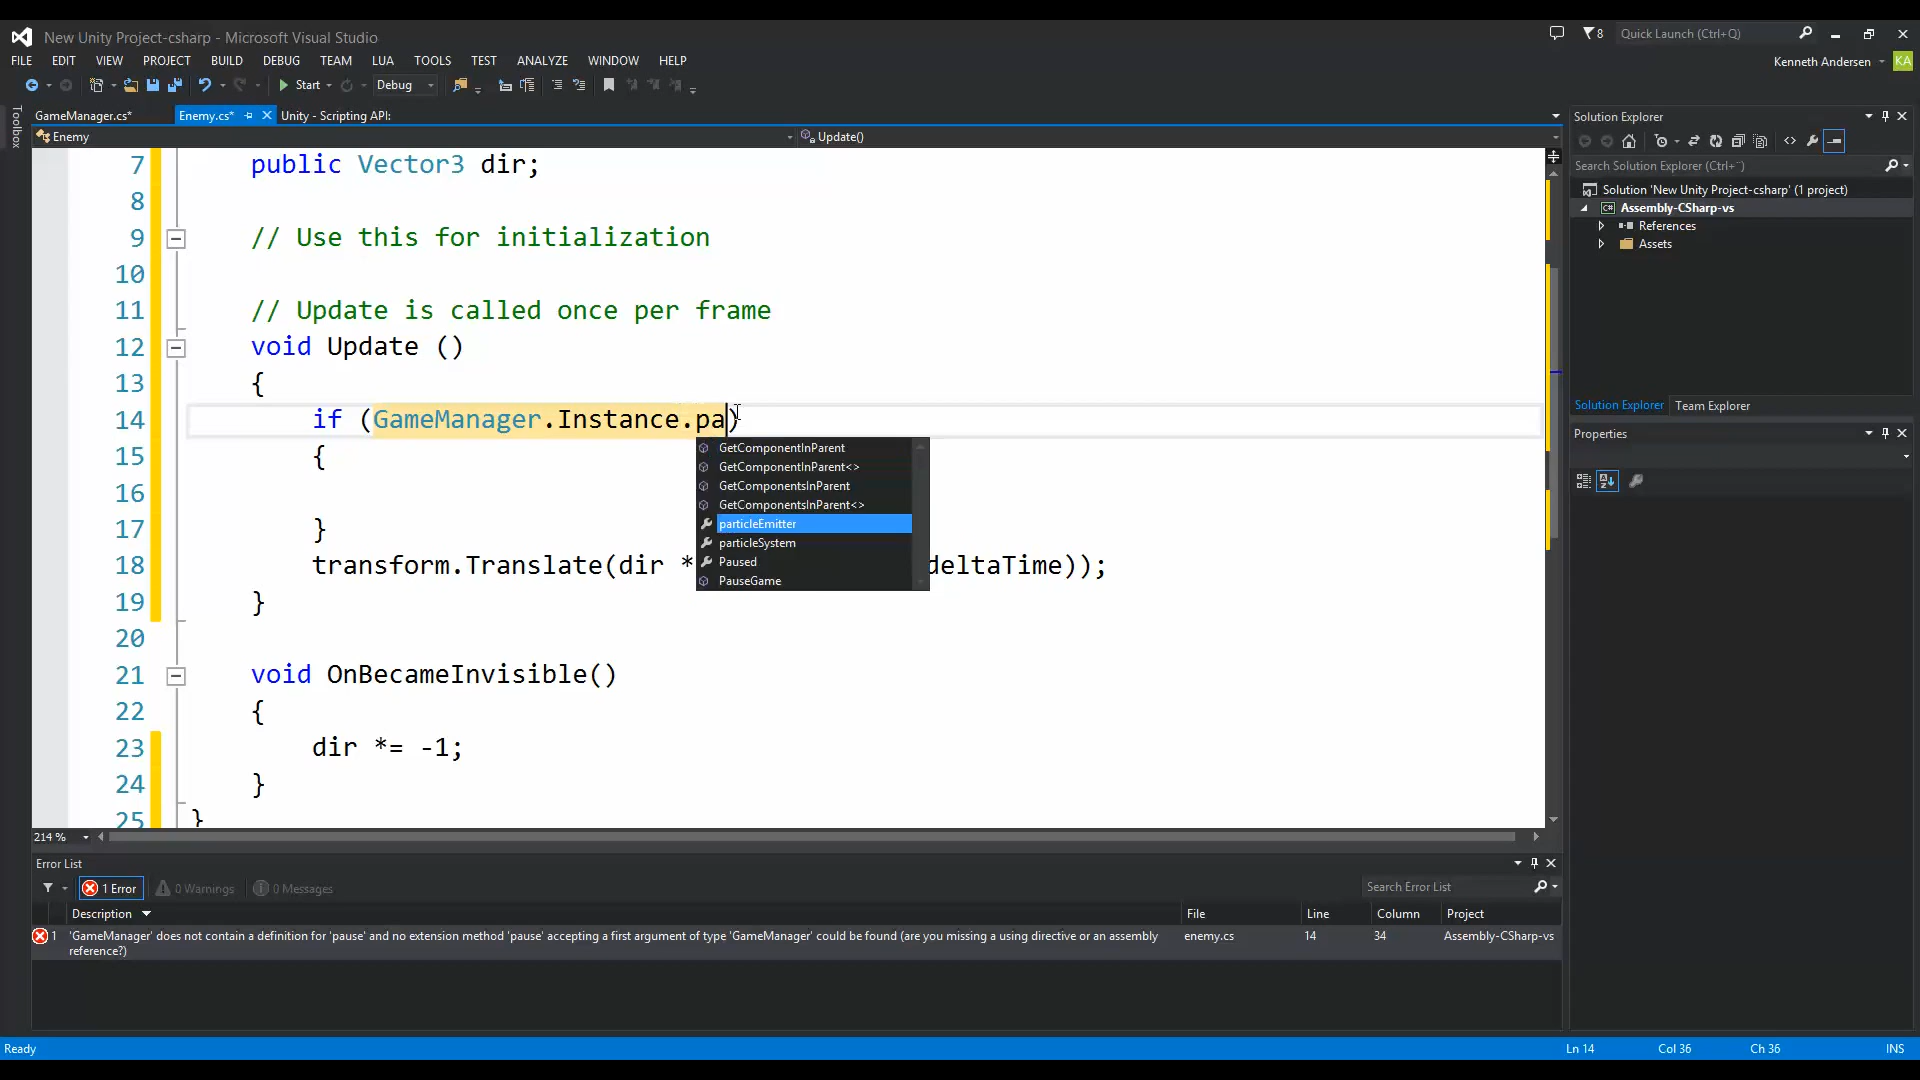 New Unity Project-csharp - Microsoft Visual Studio
8
Quick Launch (Ctrl+Q)
FILE EDIT VIEW PROJECT BUILD DEBUG TEAM TEST LUA TOOLS TEST ANALYZE WINDOW HELP
Kenneth Andersen KA
Start Debug
Toolbox
GameManager.cs* Enemy.cs* Unity - Scripting API:
Enemy Update()
7 public Vector3 dir;
8
9 // Use this for initialization
10
11 // Update is called once per frame
12 void Update ()
13 {
14 if (GameManager.Instance.pa)
15 {
16
17 }
18 transform.Translate(dir * deltaTime));
19 }
20
21 void OnBecameInvisible()
22 {
23 dir *= -1;
24 }
25 }
GetComponentInParent
GetComponentInParent<>
GetComponentsInParent
GetComponentsInParent<>
particleEmitter
particleSystem
Paused
PauseGame
214 %
Solution Explorer
Search Solution Explorer (Ctrl+¨)
Solution 'New Unity Project-csharp' (1 project)
Assembly-CSharp-vs
References
Assets
Solution Explorer Team Explorer
Properties
Error List
1 Error 0 Warnings 0 Messages
Search Error List
Description File Line Column Project
1 'GameManager' does not contain a definition for 'pause' and no extension method 'pause' accepting a first argument of type 'GameManager' could be found (are you missing a using directive or an assembly reference?) enemy.cs 14 34 Assembly-CSharp-vs
Ready Ln 14 Col 36 Ch 36 INS